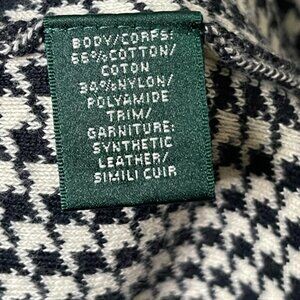 BODY/CORPS:
66%COTTON/
COTON
34%NYLON/
POLYAMIDE
TRIM/
GARNITURE:
SYNTHETIC
LEATHER/
SIMILI CUIR